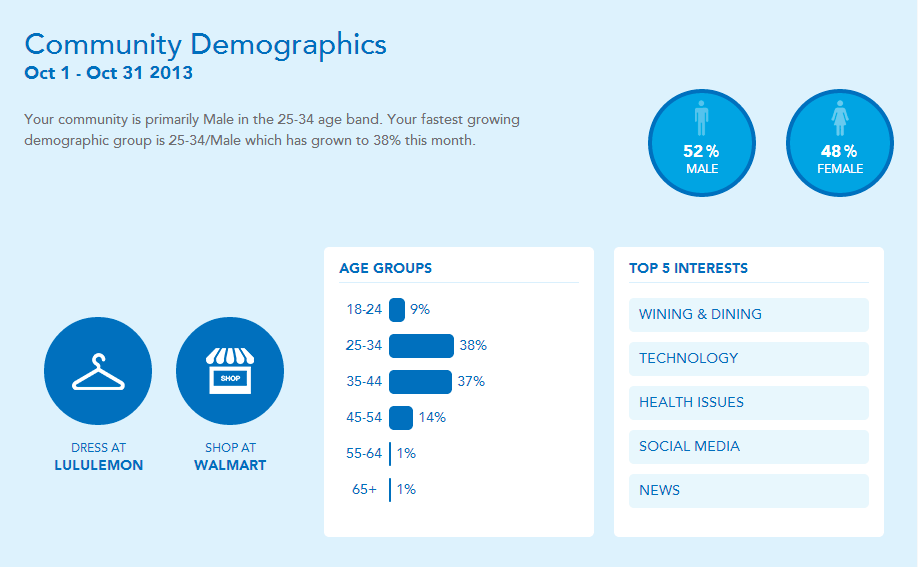 Community Demographics
Oct 1 - Oct 31 2013
Your community is primarily Male in the 25-34 age band. Your fastest growing
demographic group is 25-34/Male which has grown to 38% this month.
52 %
MALE
48 %
FEMALE
SHOP
DRESS AT
LULULEMON
SHOP AT
WALMART
AGE GROUPS
18-24 9%
25-34 38%
35-44 37%
45-54 14%
55-64 1%
65+ 1%
TOP 5 INTERESTS
WINING & DINING
TECHNOLOGY
HEALTH ISSUES
SOCIAL MEDIA
NEWS